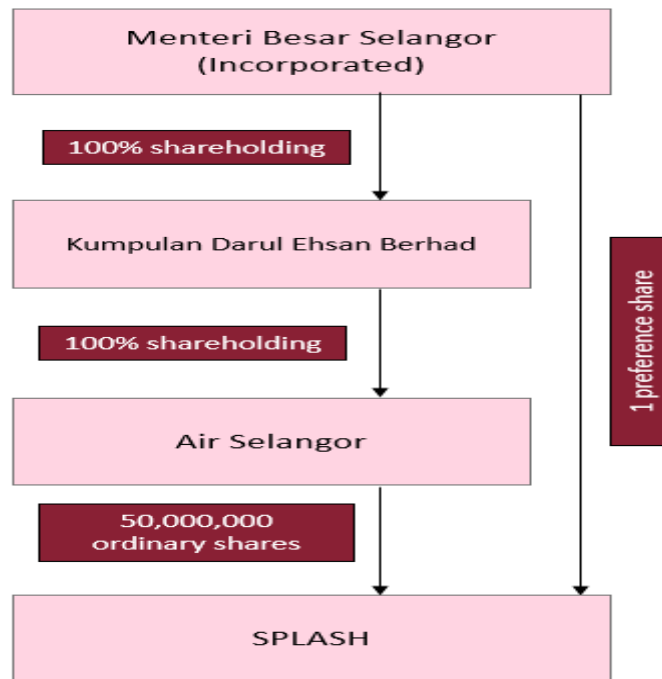 Menteri Besar Selangor
(Incorporated)
100% shareholding
Kumpulan Darul Ehsan Berhad
1 preference share
100% shareholding
Air Selangor
50,000,000
ordinary shares
SPLASH